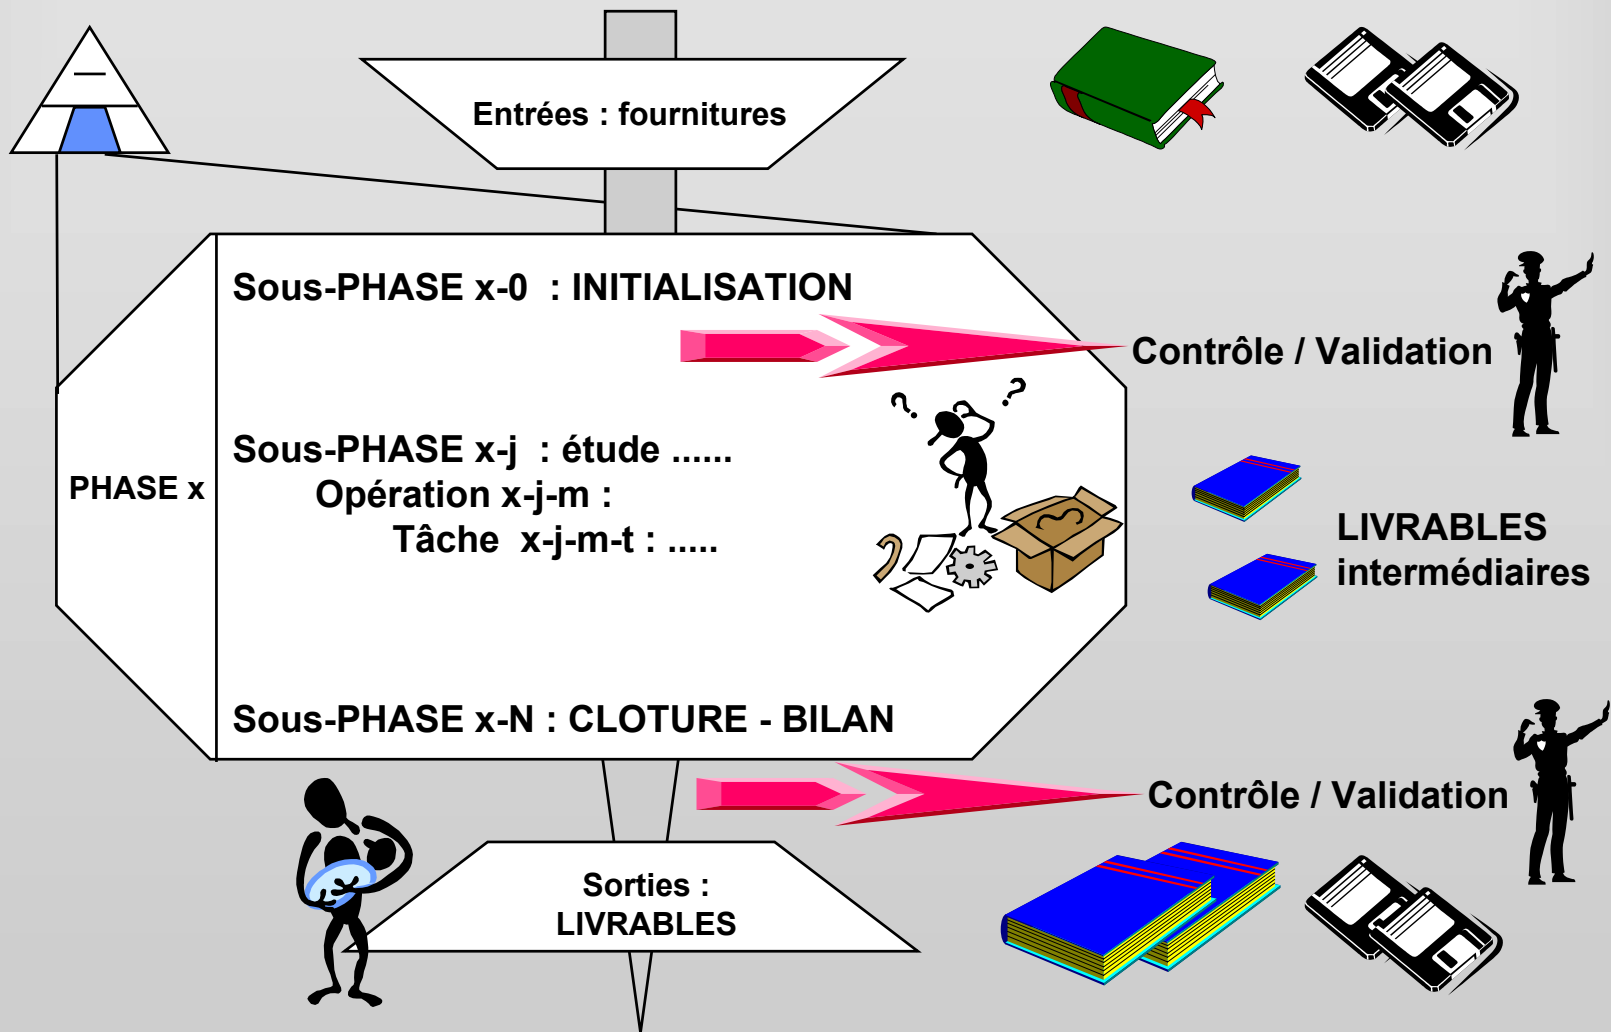 Entrées : fournitures
Sous-PHASE x-0 : INITIALISATION
Contrôle / Validation
PHASE x
Sous-PHASE x-j : étude ......
Opération x-j-m :
Tâche x-j-m-t : .....
LIVRABLES
intermédiaires
Sous-PHASE x-N : CLOTURE - BILAN
Contrôle / Validation
Sorties :
LIVRABLES